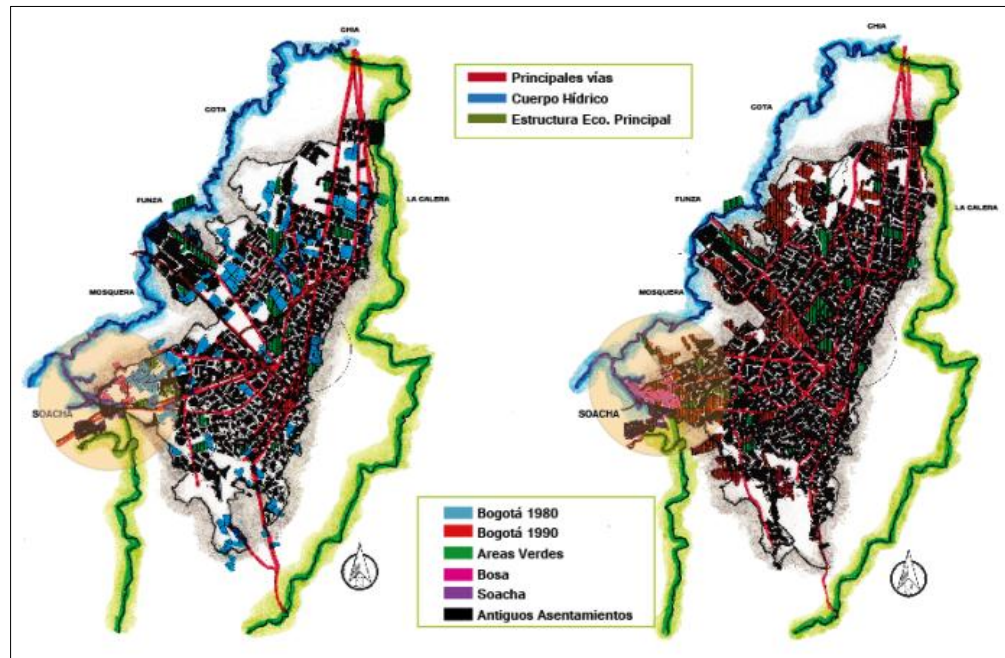 CHIA
COTA
FUNZA
LA CALERA
MOSQUERA
SOACHA
Principales vías
Cuerpo Hídrico
Estructura Eco. Principal
CHIA
COTA
FUNZA
LA CALERA
MOSQUERA
SOACHA
Bogotá 1980
Bogotá 1990
Areas Verdes
Bosa
Soacha
Antiguos Asentamientos